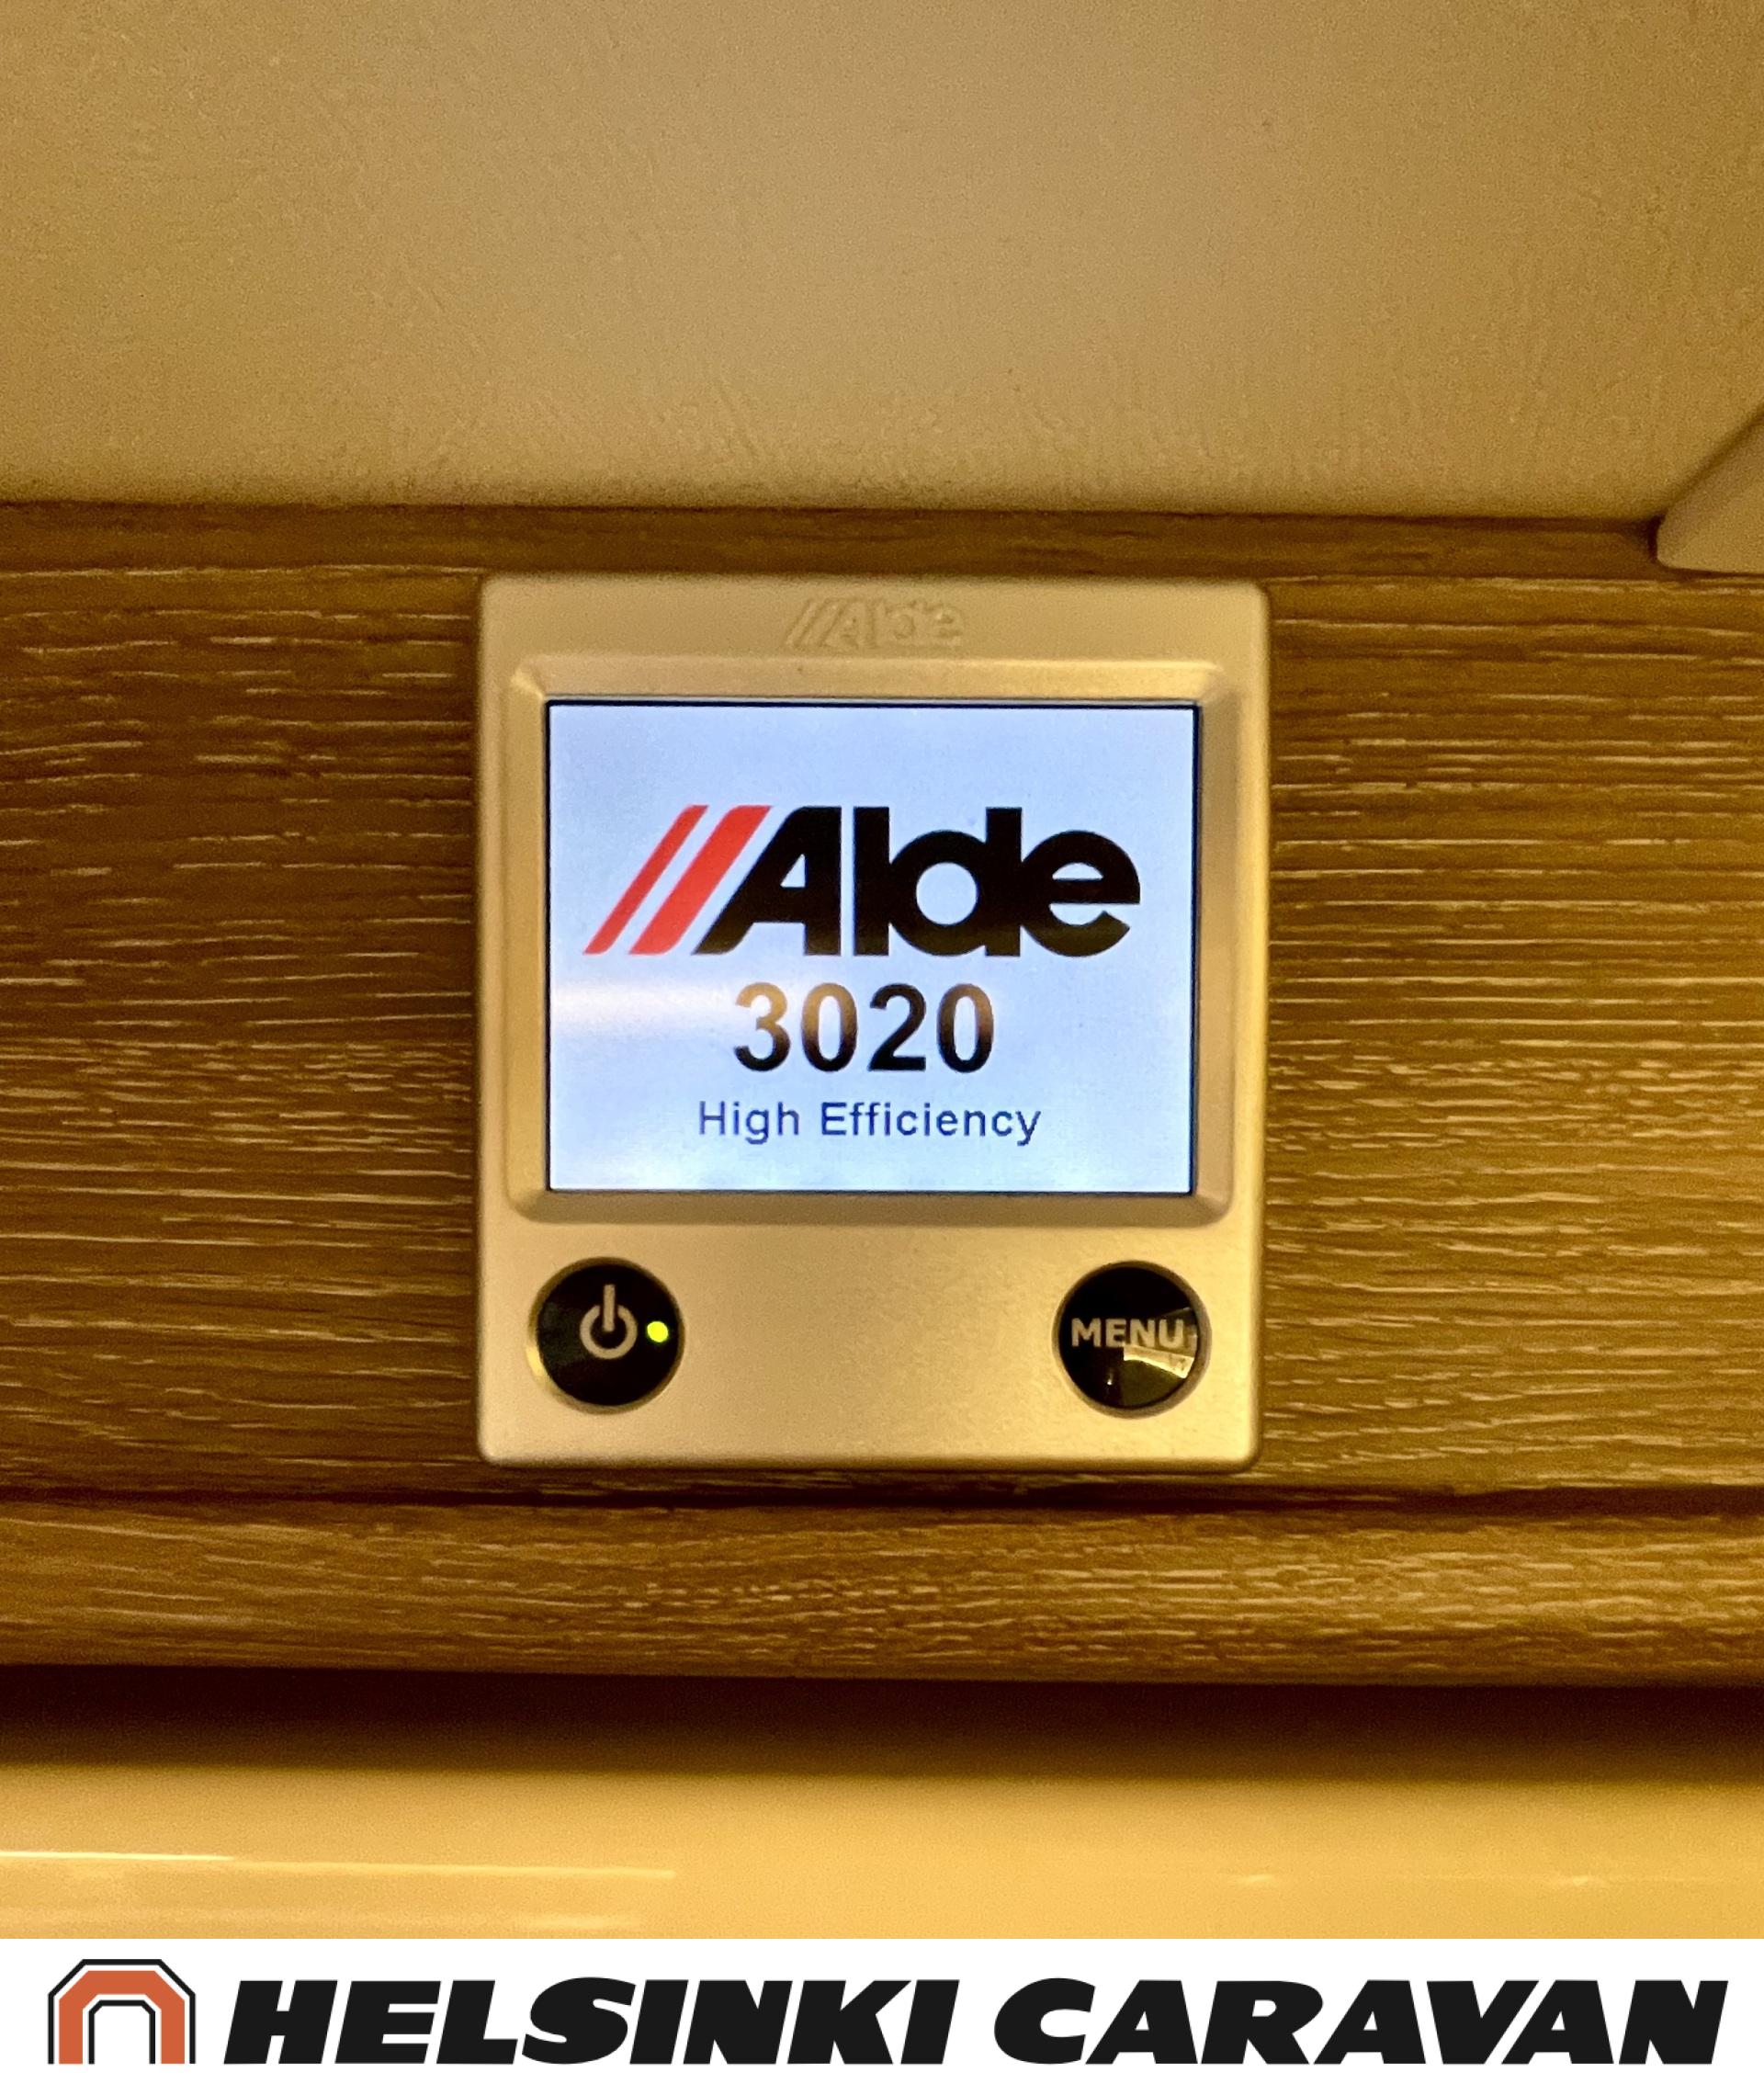 Alde
Alde
3020
High Efficiency
MENU
HELSINKI CARAVAN